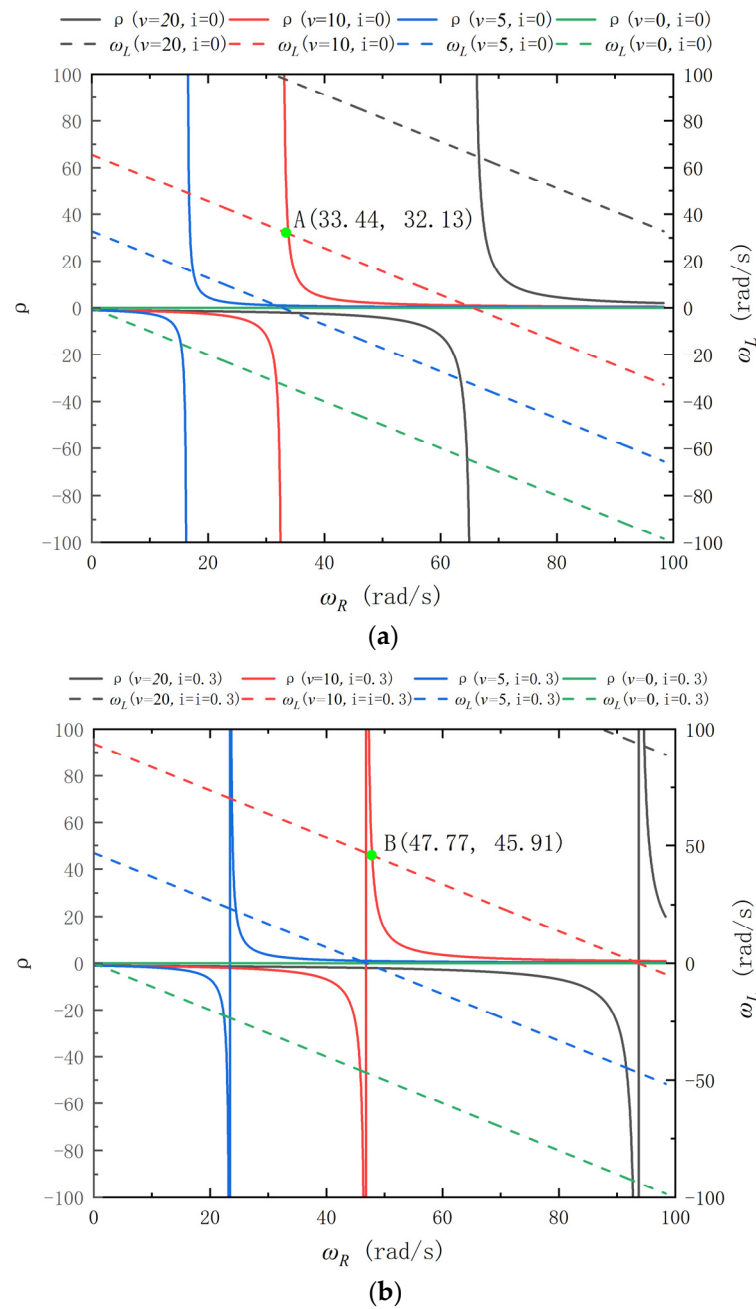 ρ (v=20, i=0) ρ (v=10, i=0) ρ (v=5, i=0) ρ (v=0, i=0)
ω_L(v=20, i=0) ω_L(v=10, i=0) ω_L(v=5, i=0) ω_L(v=0, i=0)
100 100
80 80
60 60
40 40
A(33.44, 32.13)
20 20
0 0
ρ ω_L (rad/s)
-20 20
-40 -40
-60 -60
-80 -80
-100 -100
0 20 40 60 80 100
ω_R (rad/s)
(a)
ρ (v=20, i=0.3) ρ (v=10, i=0.3) ρ (v=5, i=0.3) ρ (v=0, i=0.3)
ω_L(v=20, i=i=0.3) ω_L(v=10, i=i=0.3) ω_L(v=5, i=0.3) ω_L(v=0, i=0.3)
100 100
80
60
B(47.77, 45.91)
40 50
20
0 0
ρ ω_L (rad/s)
-20
-40 -50
-60
-80
-100 -100
0 20 40 60 80 100
ω_R (rad/s)
(b)